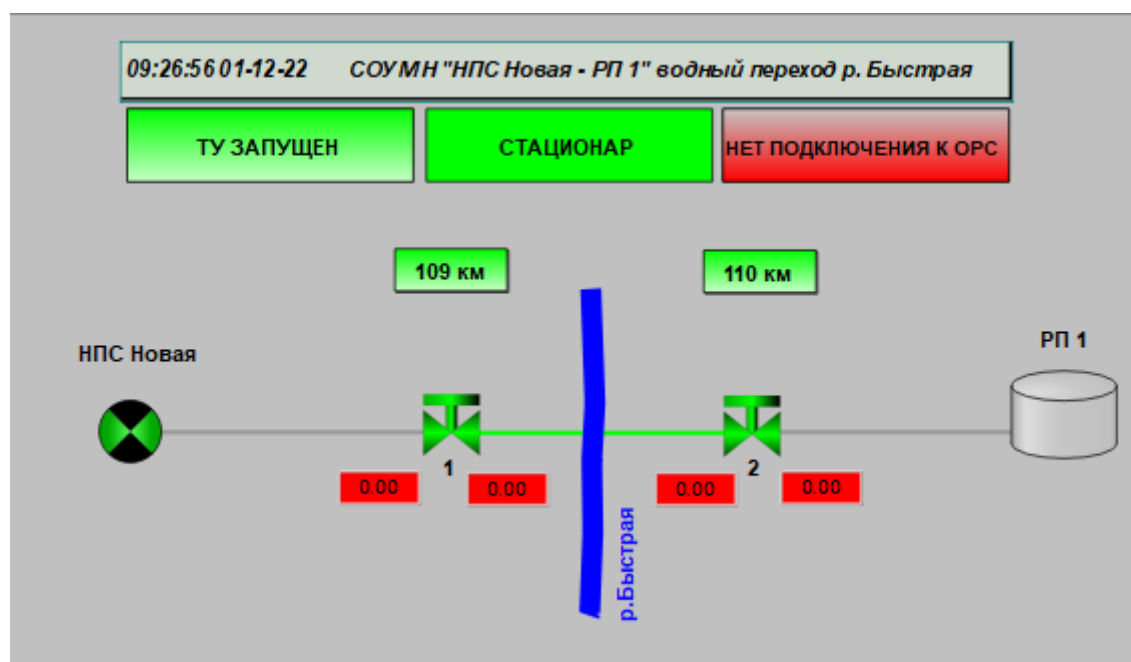 09:26:56 01-12-22 СОУ МН "НПС Новая - РП 1" водный переход р. Быстрая
ТУ ЗАПУЩЕН СТАЦИОНАР НЕТ ПОДКЛЮЧЕНИЯ К ОРС
109 км 110 км
НПС Новая РП 1
1 2
0.00 0.00 0.00 0.00
р.Быстрая